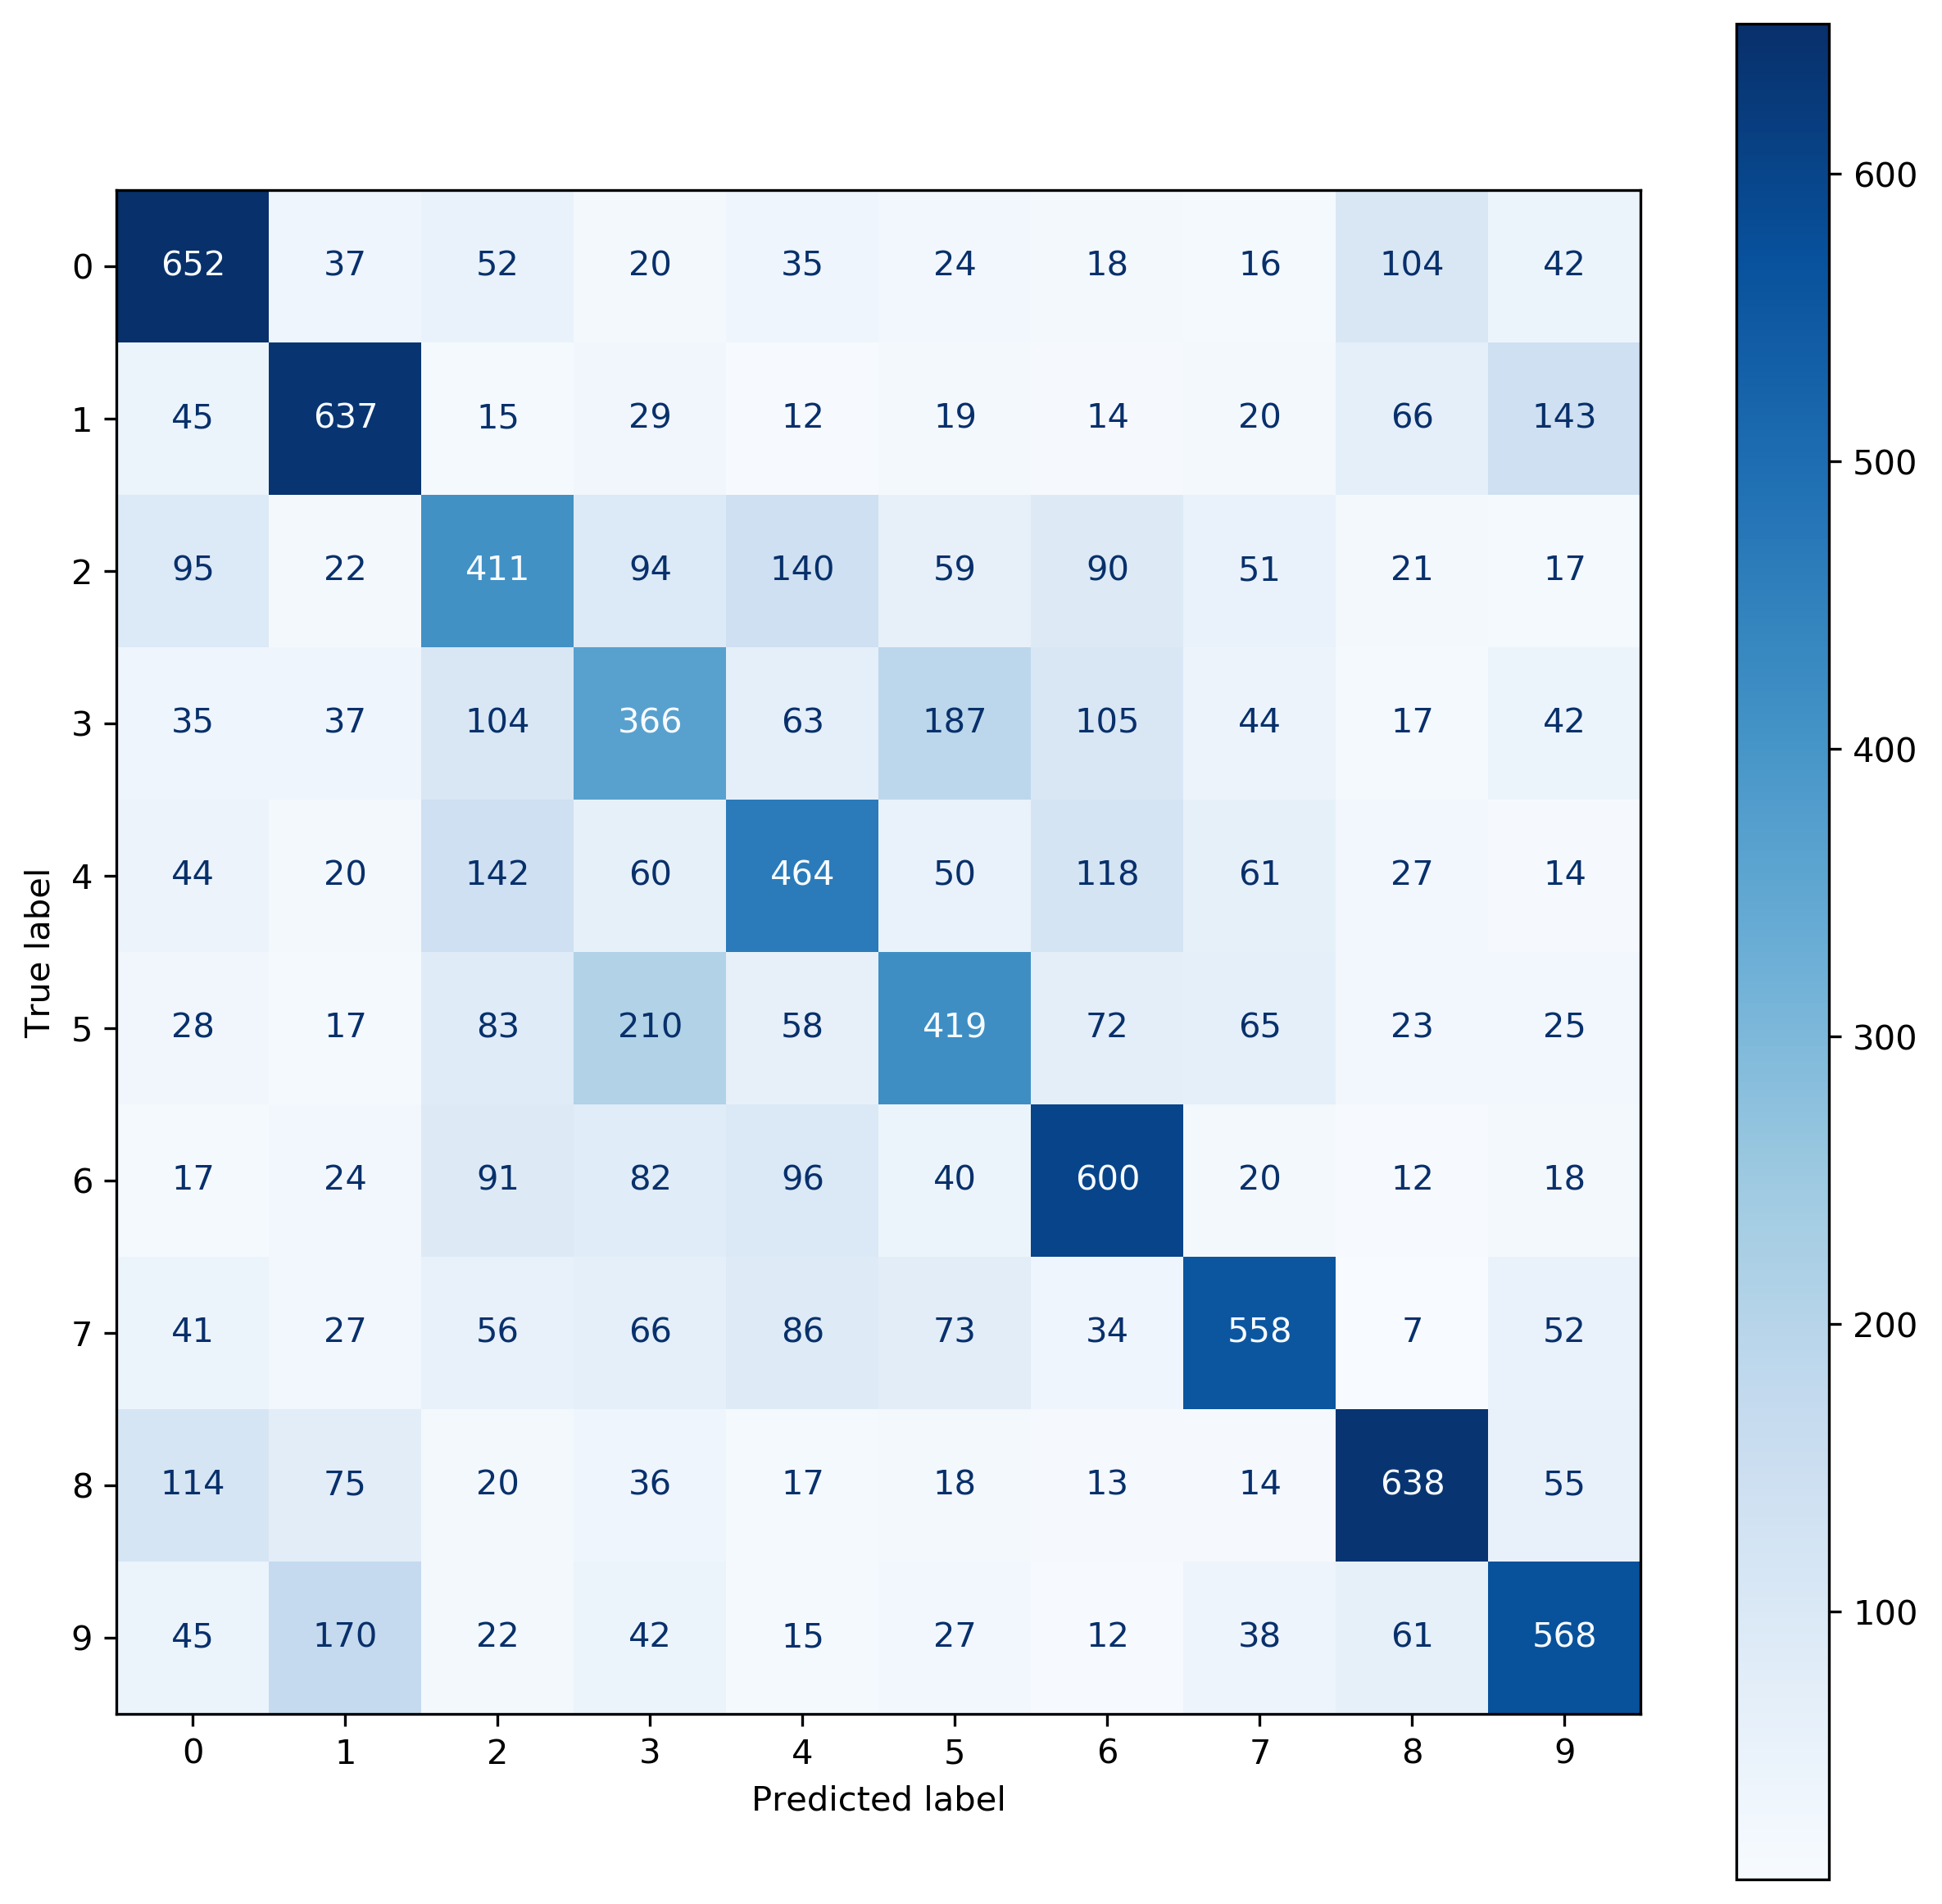 0 652 37 52 20 35 24 18 16 104 42
1 45 637 15 29 12 19 14 20 66 143
2 95 22 411 94 140 59 90 51 21 17
3 35 37 104 366 63 187 105 44 17 42
4 44 20 142 60 464 50 118 61 27 14
5 28 17 83 210 58 419 72 65 23 25
6 17 24 91 82 96 40 600 20 12 18
7 41 27 56 66 86 73 34 558 7 52
8 114 75 20 36 17 18 13 14 638 55
9 45 170 22 42 15 27 12 38 61 568
0 1 2 3 4 5 6 7 8 9
Predicted label
True label
600
500
400
300
200
100